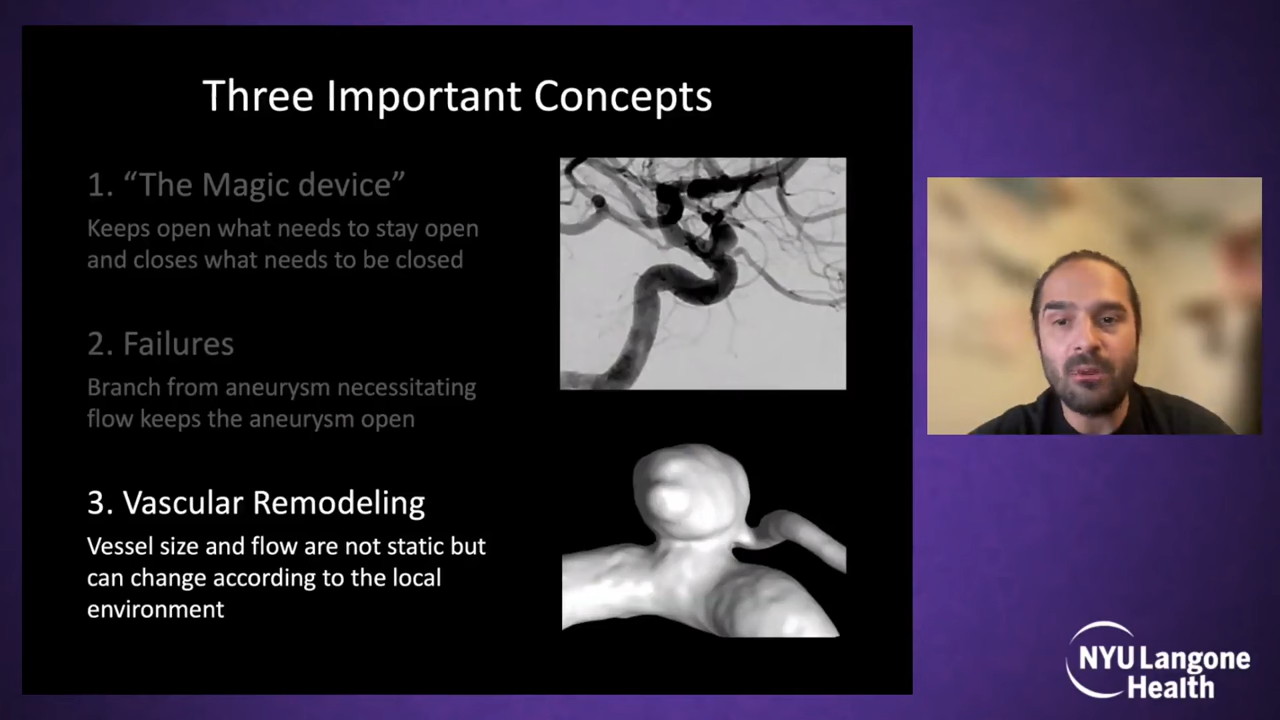 Three Important Concepts
1. “The Magic device”
Keeps open what needs to stay open
and closes what needs to be closed
2. Failures
Branch from aneurysm necessitating
flow keeps the aneurysm open
3. Vascular Remodeling
Vessel size and flow are not static but
can change according to the local
environment
NYU Langone
Health